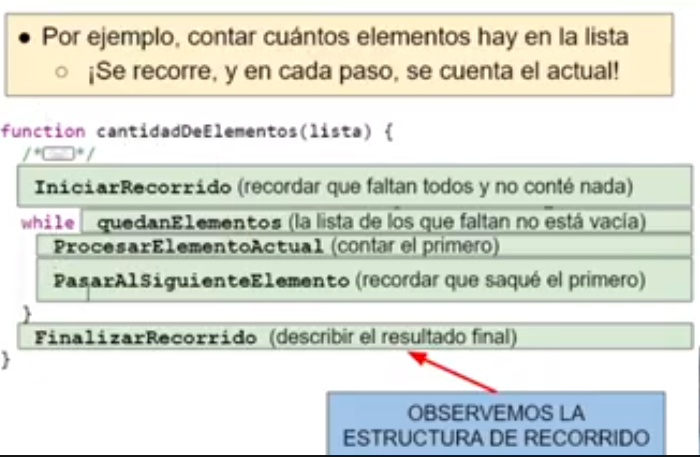 ● Por ejemplo, contar cuántos elementos hay en la lista
○ ¡Se recorre, y en cada paso, se cuenta el actual!
function cantidadDeElementos(lista) {
/*...*/
IniciarRecorrido (recordar que faltan todos y no conté nada)
while quedanElementos (la lista de los que faltan no está vacía)
ProcesarElementoActual (contar el primero)
PasarAlSiguienteElemento (recordar que saqué el primero)
}
FinalizarRecorrido (describir el resultado final)
}
OBSERVEMOS LA
ESTRUCTURA DE RECORRIDO